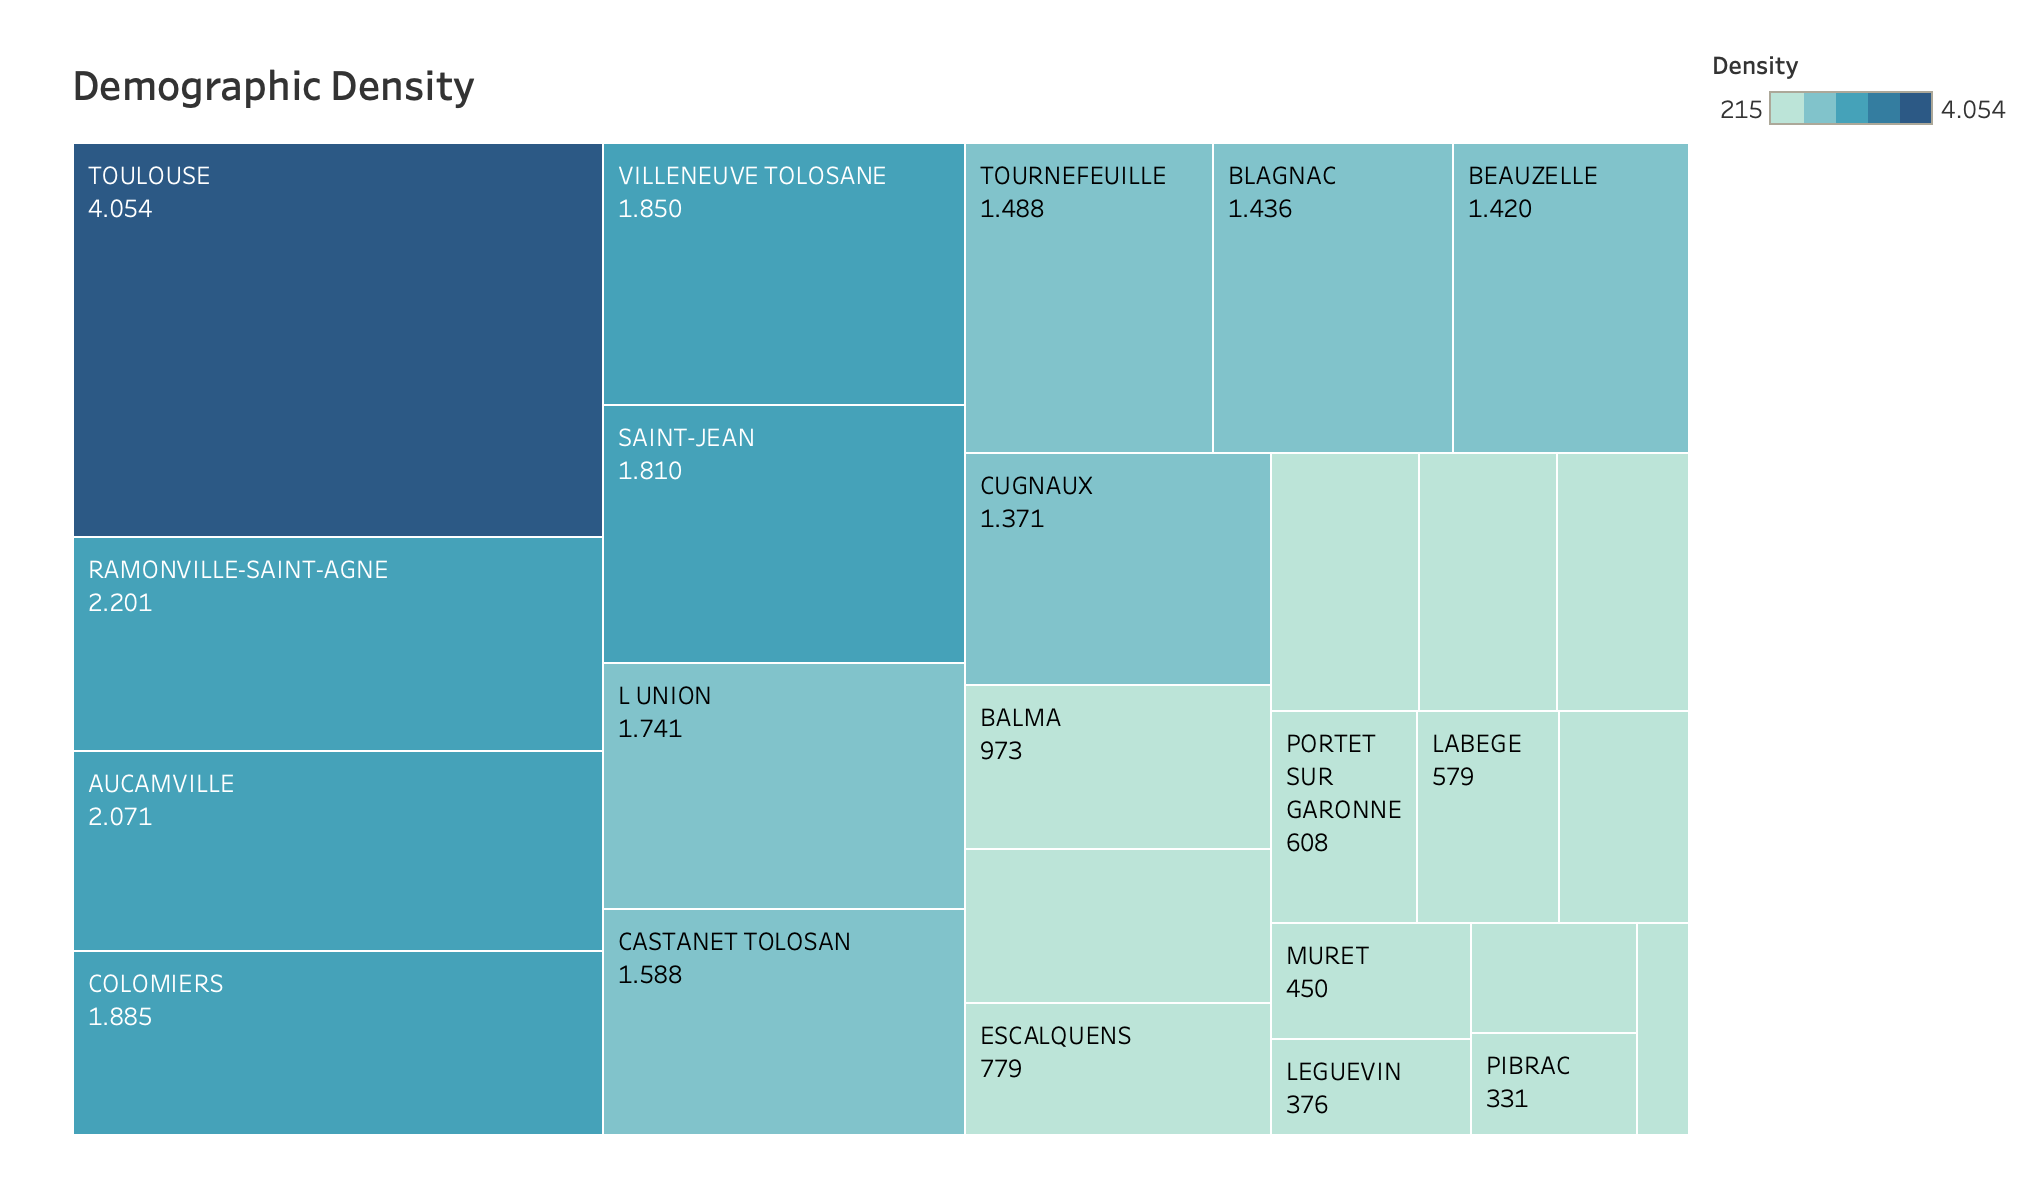 Demographic Density
Density
215
4.054
TOULOUSE
4.054
RAMONVILLE-SAINT-AGNE
2.201
AUCAMVILLE
2.071
COLOMIERS
1.885
VILLENEUVE TOLOSANE
1.850
SAINT-JEAN
1.810
L UNION
1.741
CASTANET TOLOSAN
1.588
TOURNEFEUILLE
1.488
BLAGNAC
1.436
BEAUZELLE
1.420
CUGNAUX
1.371
BALMA
973
ESCALQUENS
779
PORTET
SUR
GARONNE
608
LABEGE
579
MURET
450
LEGUEVIN
376
PIBRAC
331